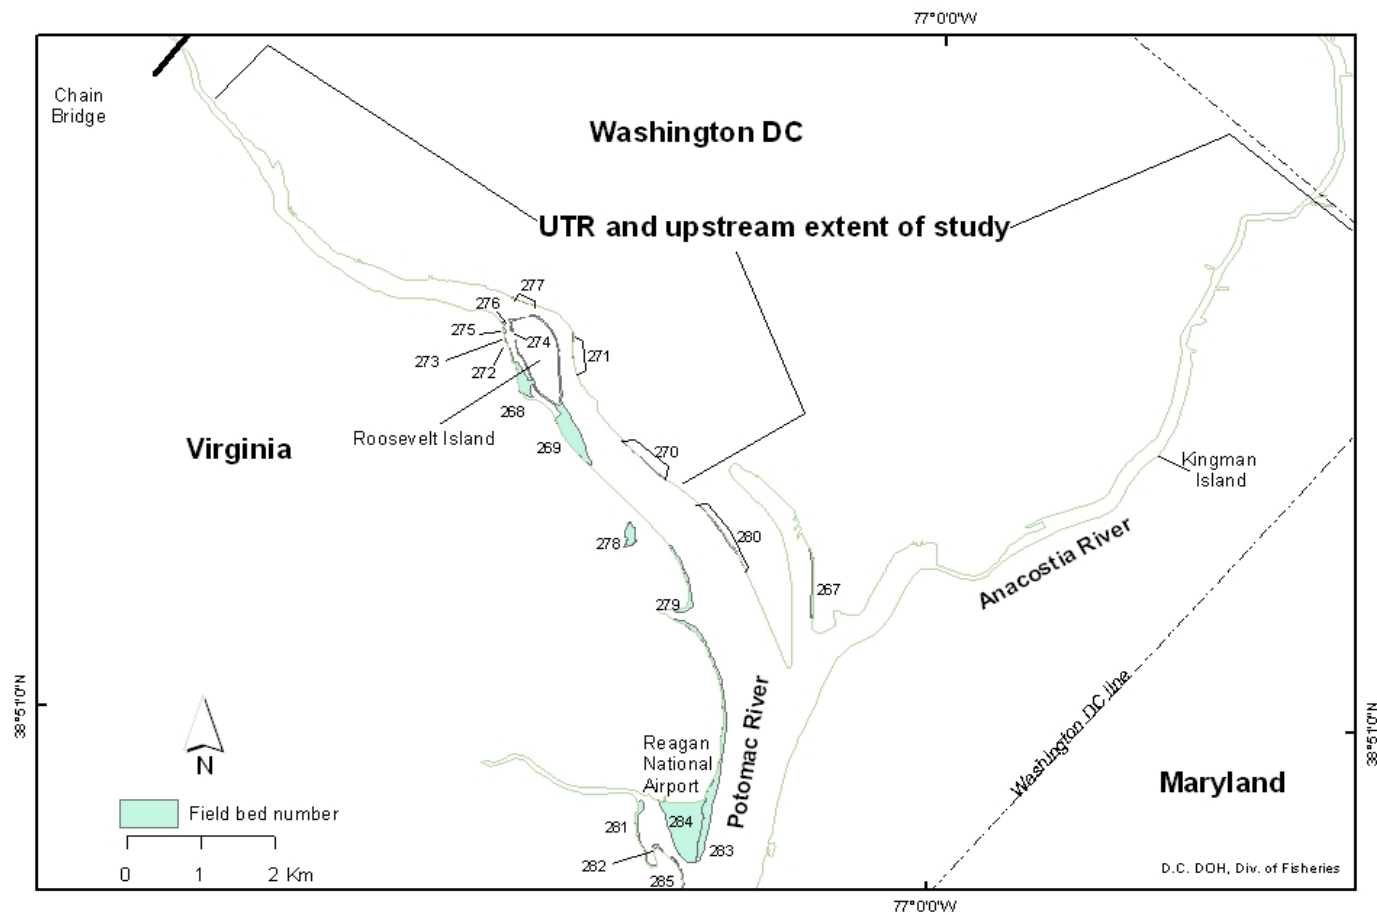 77°0'0"W
Chain
Bridge
Washington DC
UTR and upstream extent of study
277
276
275
274
273
271
272
268
Roosevelt Island
269
270
Virginia
Kingman
Island
278
280
Anacostia River
267
279
38°51'0"N
38°51'0"N
Potomac River
Washington DC line
Reagan
National
Airport
Maryland
N
Field bed number
281
284
283
282
285
0 1 2 Km
D.C. DOH, Div. of Fisheries
77°0'0"W